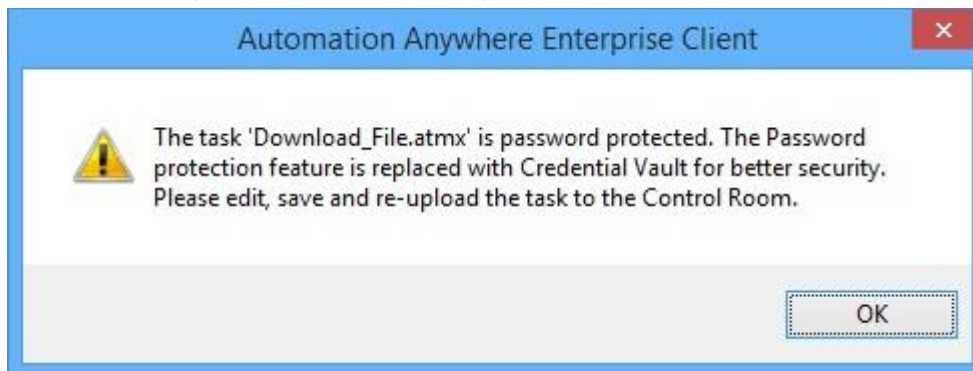 Automation Anywhere Enterprise Client
The task 'Download_File.atmx' is password protected. The Password
protection feature is replaced with Credential Vault for better security.
Please edit, save and re-upload the task to the Control Room.
OK